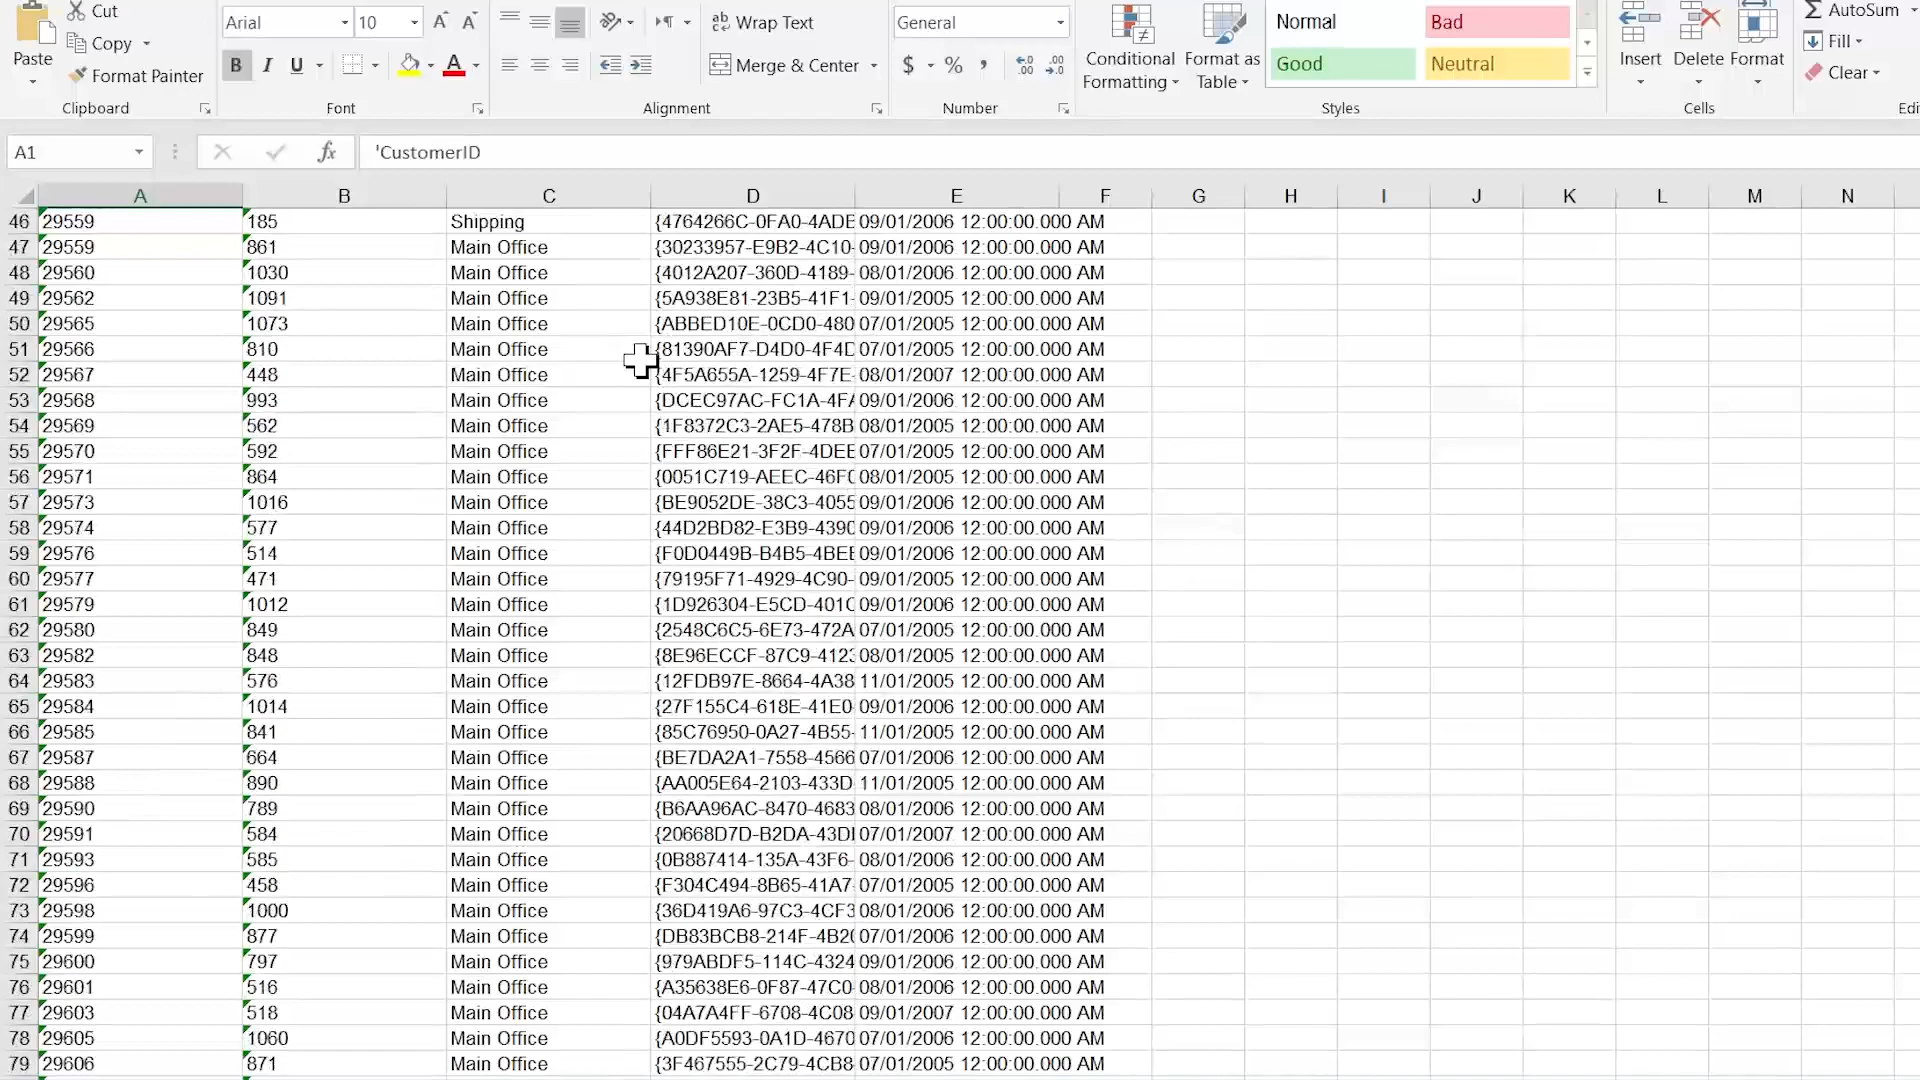 Cut
Copy
Format Painter
Paste
Clipboard
Arial 10 A A
B I U A
Font
ab Wrap Text
Merge & Center
Alignment
General
$ % ,
Number
Conditional Formatting
Format as Table
Normal Bad
Good Neutral
Styles
Insert Delete Format
Cells
Σ AutoSum
Fill
Clear
Edi
A1 fx 'CustomerID
A B C D E F G H I J K L M N
46 29559 185 Shipping {4764266C-0FA0-4ADE 09/01/2006 12:00:00.000 AM
47 29559 861 Main Office {30233957-E9B2-4C10- 09/01/2006 12:00:00.000 AM
48 29560 1030 Main Office {4012A207-360D-4189- 08/01/2006 12:00:00.000 AM
49 29562 1091 Main Office {5A938E81-23B5-41F1- 09/01/2005 12:00:00.000 AM
50 29565 1073 Main Office {ABBED10E-0CD0-480 07/01/2005 12:00:00.000 AM
51 29566 810 Main Office {81390AF7-D4D0-4F4D 07/01/2005 12:00:00.000 AM
52 29567 448 Main Office {4F5A655A-1259-4F7E- 08/01/2007 12:00:00.000 AM
53 29568 993 Main Office {DCEC97AC-FC1A-4FA 09/01/2006 12:00:00.000 AM
54 29569 562 Main Office {1F8372C3-2AE5-478B 08/01/2005 12:00:00.000 AM
55 29570 592 Main Office {FFF86E21-3F2F-4DEE 07/01/2005 12:00:00.000 AM
56 29571 864 Main Office {0051C719-AEEC-46F0 08/01/2005 12:00:00.000 AM
57 29573 1016 Main Office {BE9052DE-38C3-4055 09/01/2006 12:00:00.000 AM
58 29574 577 Main Office {44D2BD82-E3B9-4390 09/01/2006 12:00:00.000 AM
59 29576 514 Main Office {F0D0449B-B4B5-4BEE 09/01/2006 12:00:00.000 AM
60 29577 471 Main Office {79195F71-4929-4C90- 09/01/2005 12:00:00.000 AM
61 29579 1012 Main Office {1D926304-E5CD-401C 09/01/2006 12:00:00.000 AM
62 29580 849 Main Office {2548C6C5-6E73-472A 07/01/2005 12:00:00.000 AM
63 29582 848 Main Office {8E96ECCF-87C9-4123 08/01/2005 12:00:00.000 AM
64 29583 576 Main Office {12FDB97E-8664-4A38 11/01/2005 12:00:00.000 AM
65 29584 1014 Main Office {27F155C4-618E-41E0- 09/01/2006 12:00:00.000 AM
66 29585 841 Main Office {85C76950-0A27-4B55- 11/01/2005 12:00:00.000 AM
67 29587 664 Main Office {BE7DA2A1-7558-4566 07/01/2006 12:00:00.000 AM
68 29588 890 Main Office {AA005E64-2103-433D 11/01/2005 12:00:00.000 AM
69 29590 789 Main Office {B6AA96AC-8470-4683 08/01/2006 12:00:00.000 AM
70 29591 584 Main Office {20668D7D-B2DA-43D 07/01/2007 12:00:00.000 AM
71 29593 585 Main Office {0B887414-135A-43F6- 08/01/2006 12:00:00.000 AM
72 29596 458 Main Office {F304C494-8B65-41A7- 07/01/2005 12:00:00.000 AM
73 29598 1000 Main Office {36D419A6-97C3-4CF3 08/01/2006 12:00:00.000 AM
74 29599 877 Main Office {DB83BCB8-214F-4B20 07/01/2006 12:00:00.000 AM
75 29600 797 Main Office {979ABDF5-114C-4324 09/01/2006 12:00:00.000 AM
76 29601 516 Main Office {A35638E6-0F87-47C0- 08/01/2006 12:00:00.000 AM
77 29603 518 Main Office {04A7A4FF-6708-4C08 09/01/2007 12:00:00.000 AM
78 29605 1060 Main Office {A0DF5593-0A1D-4670 07/01/2006 12:00:00.000 AM
79 29606 871 Main Office {3F467555-2C79-4CB8 07/01/2005 12:00:00.000 AM